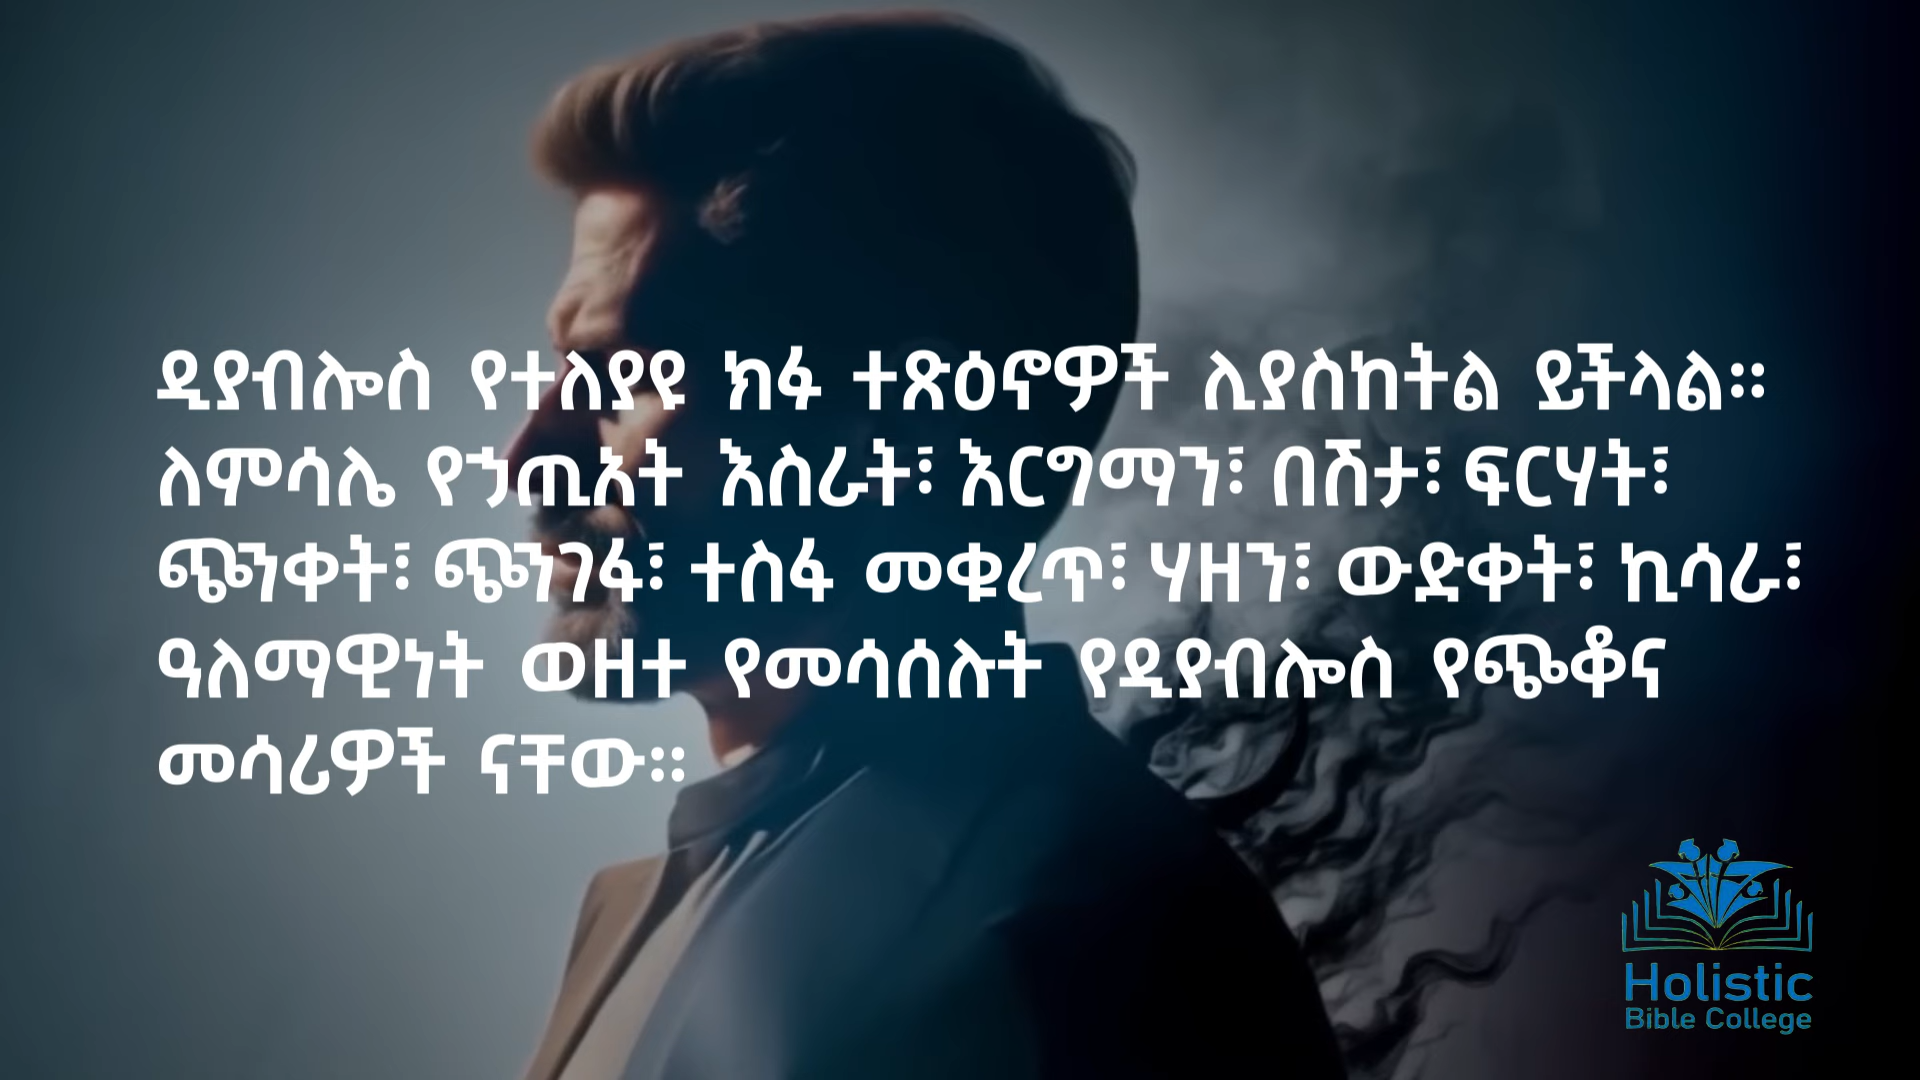 ዲያብሎስ የተለያዩ ክፉ ተጽዕኖዎች ሊያስከትል ይችላል።
ለምሳሌ የኃጢአት እስራት፣ እርግማን፣ በሽታ፣ ፍርሃት፣
ጭንቀት፣ ጭንገፋ፣ ተስፋ መቁረጥ፣ ሃዘን፣ ውድቀት፣ ኪሳራ፣
ዓለማዊነት ወዘተ የመሳሰሉት የዲያብሎስ የጭቆና
መሳሪዎች ናቸው።
Holistic
Bible College